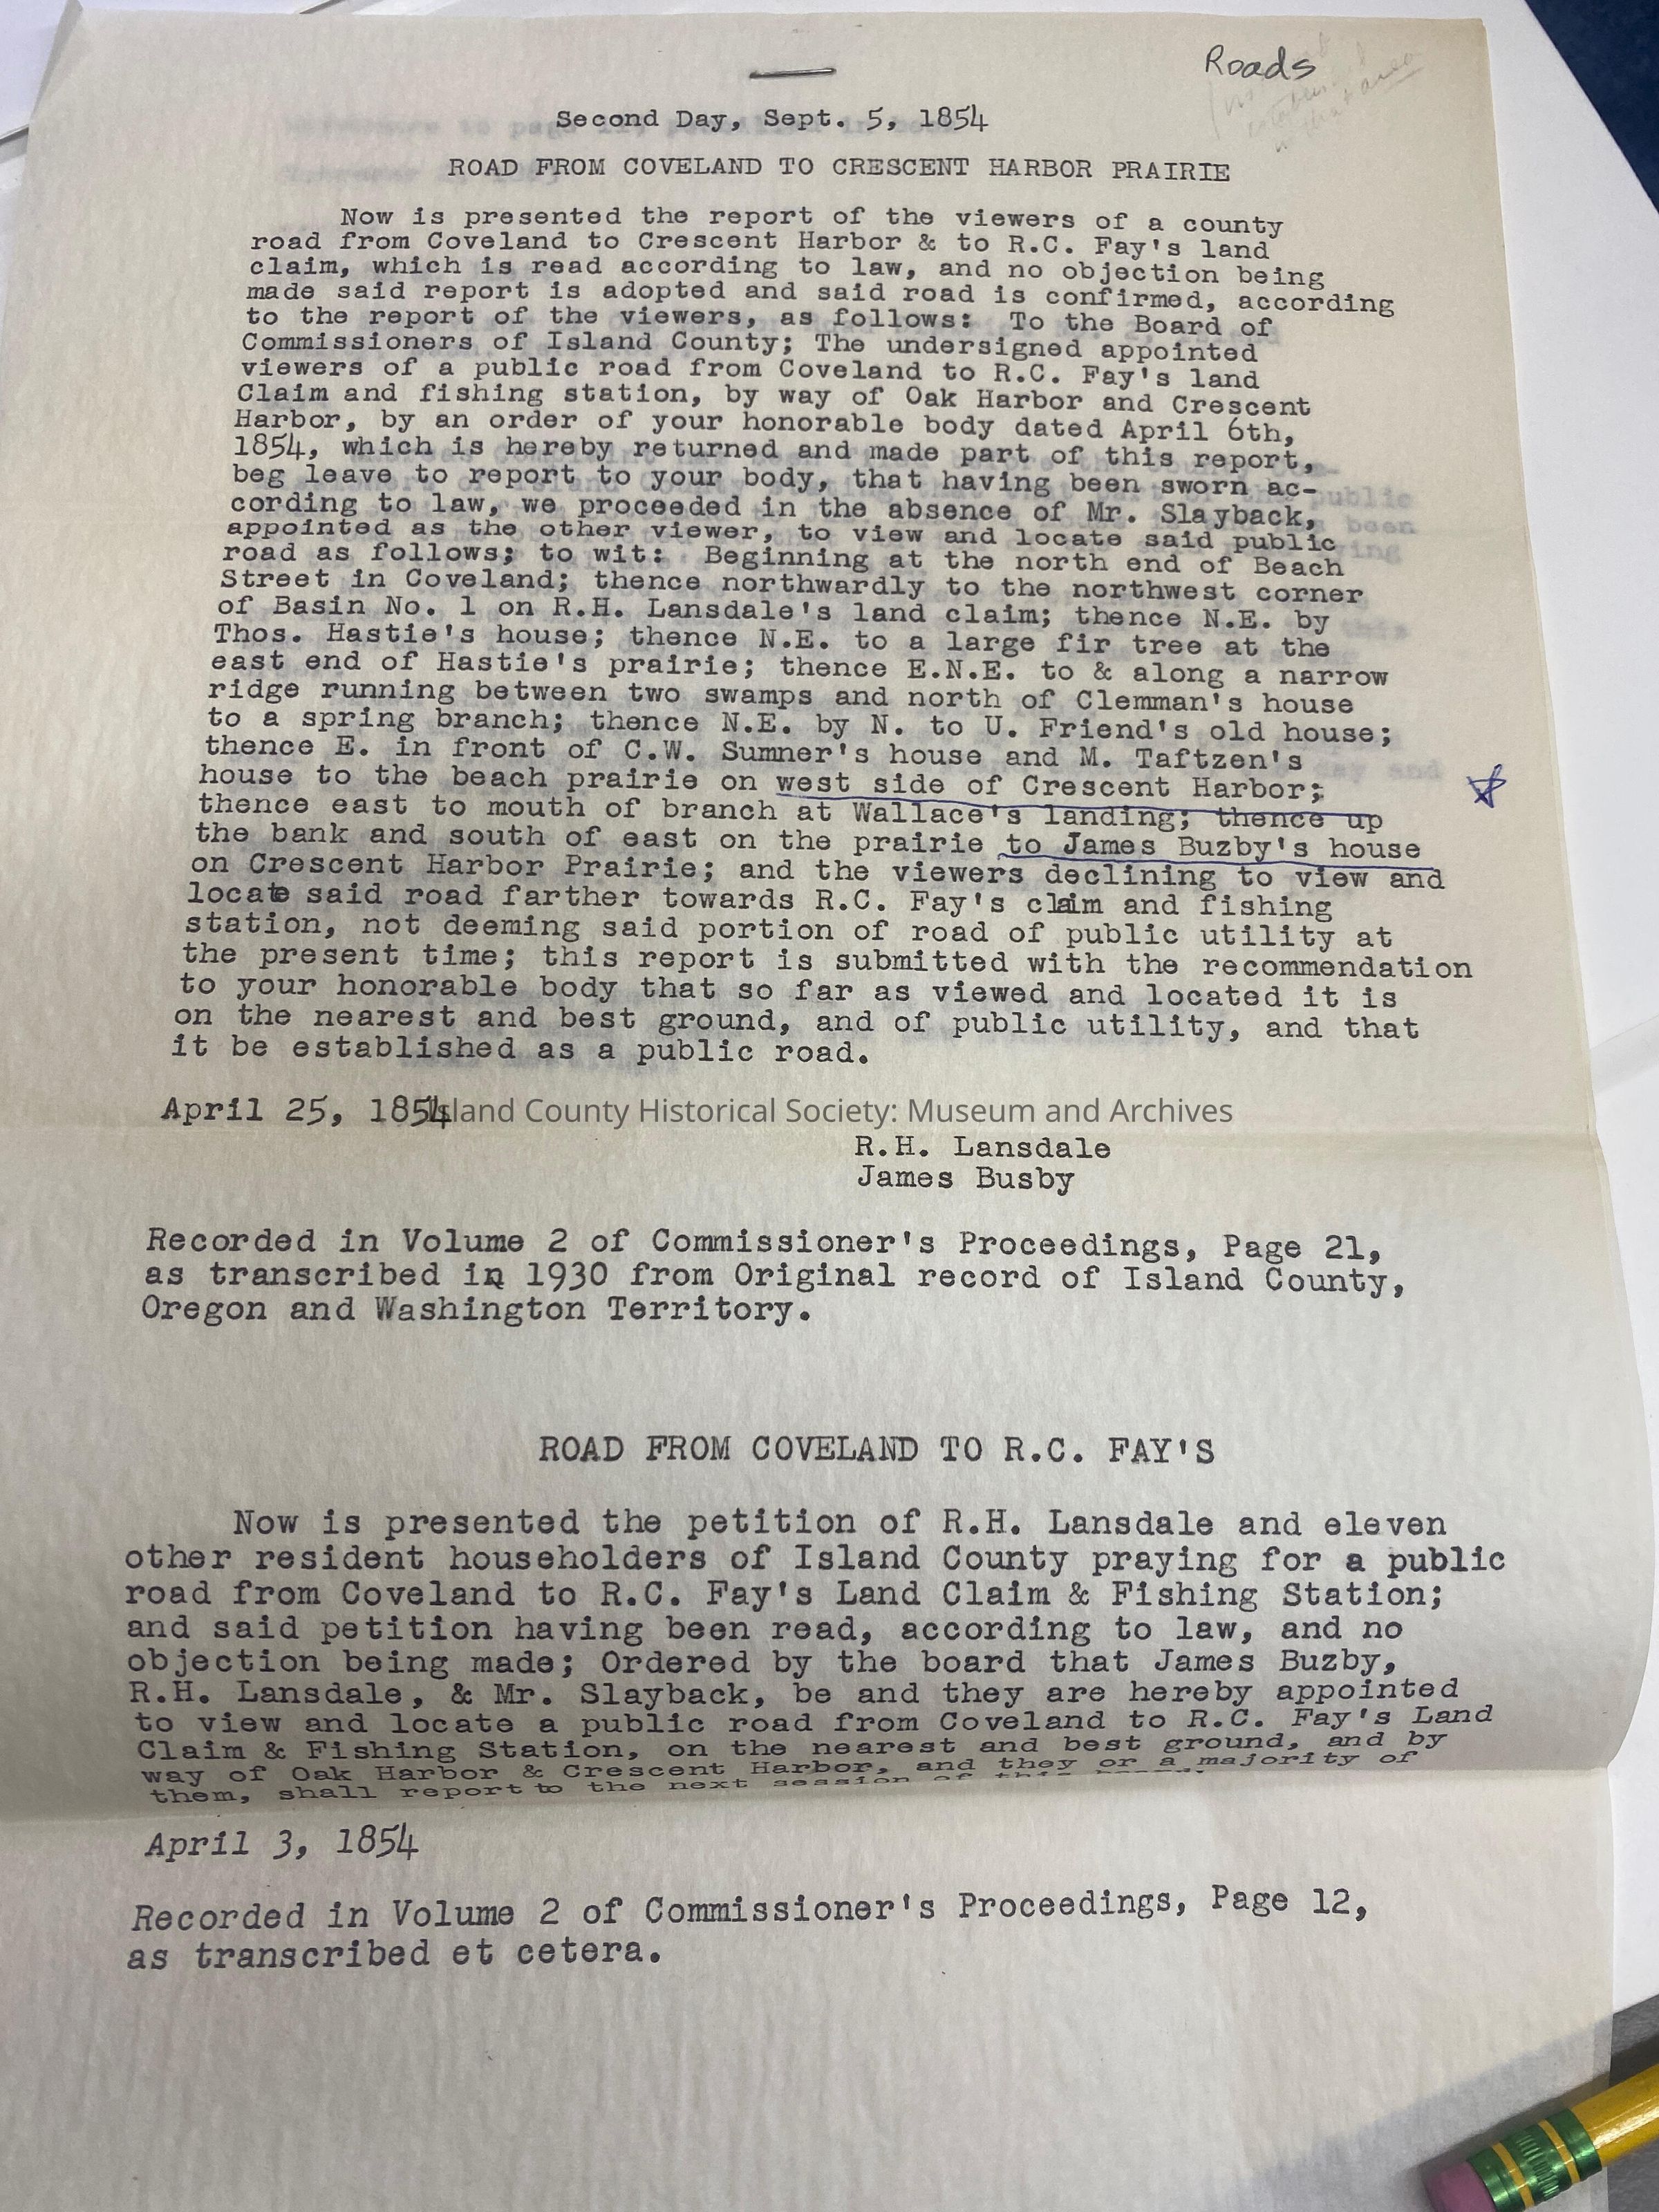 Roads
Second Day, Sept. 5, 1854
ROAD FROM COVELAND TO CRESCENT HARBOR PRAIRIE
Now is presented the report of the viewers of a county
road from Coveland to Crescent Harbor & to R.C. Fay's land
claim, which is read according to law, and no objection being
made said report is adopted and said road is confirmed, according
to the report of the viewers, as follows: To the Board of
Commissioners of Island County; The undersigned appointed
viewers of a public road from Coveland to R.C. Fay's land
Claim and fishing station, by way of Oak Harbor and Crescent
Harbor, by an order of your honorable body dated April 6th,
1854, which is hereby returned and made part of this report,
beg leave to report to your body, that having been sworn ac-
cording to law, we proceeded in the absence of Mr. Slayback,
appointed as the other viewer, to view and locate said public
road as follows; to wit: Beginning at the north end of Beach
Street in Coveland; thence northwardly to the northwest corner
of Basin No. 1 on R.H. Lansdale's land claim; thence N.E. by
Thos. Hastie's house; thence N.E. to a large fir tree at the
east end of Hastie's prairie; thence E.N.E. to & along a narrow
ridge running between two swamps and north of Clemman's house
to a spring branch; thence N.E. by N. to U. Friend's old house;
thence E. in front of C.W. Sumner's house and M. Taftzen's
house to the beach prairie on west side of Crescent Harbor;
thence east to mouth of branch at Wallace's landing; thence up
the bank and south of east on the prairie to James Buzby's house
on Crescent Harbor Prairie; and the viewers declining to view and
locate said road farther towards R.C. Fay's claim and fishing
station, not deeming said portion of road of public utility at
the present time; this report is submitted with the recommendation
to your honorable body that so far as viewed and located it is
on the nearest and best ground, and of public utility, and that
it be established as a public road.
April 25, 1854
Island County Historical Society: Museum and Archives
R.H. Lansdale
James Busby
Recorded in Volume 2 of Commissioner's Proceedings, Page 21,
as transcribed in 1930 from Original record of Island County,
Oregon and Washington Territory.
ROAD FROM COVELAND TO R.C. FAY'S
Now is presented the petition of R.H. Lansdale and eleven
other resident householders of Island County praying for a public
road from Coveland to R.C. Fay's Land Claim & Fishing Station;
and said petition having been read, according to law, and no
objection being made; Ordered by the board that James Buzby,
R.H. Lansdale, & Mr. Slayback, be and they are hereby appointed
to view and locate a public road from Coveland to R.C. Fay's Land
Claim & Fishing Station, on the nearest and best ground, and by
way of Oak Harbor & Crescent Harbor, and they or a majority of
them, shall report to the next session of this board.
April 3, 1854
Recorded in Volume 2 of Commissioner's Proceedings, Page 12,
as transcribed et cetera.